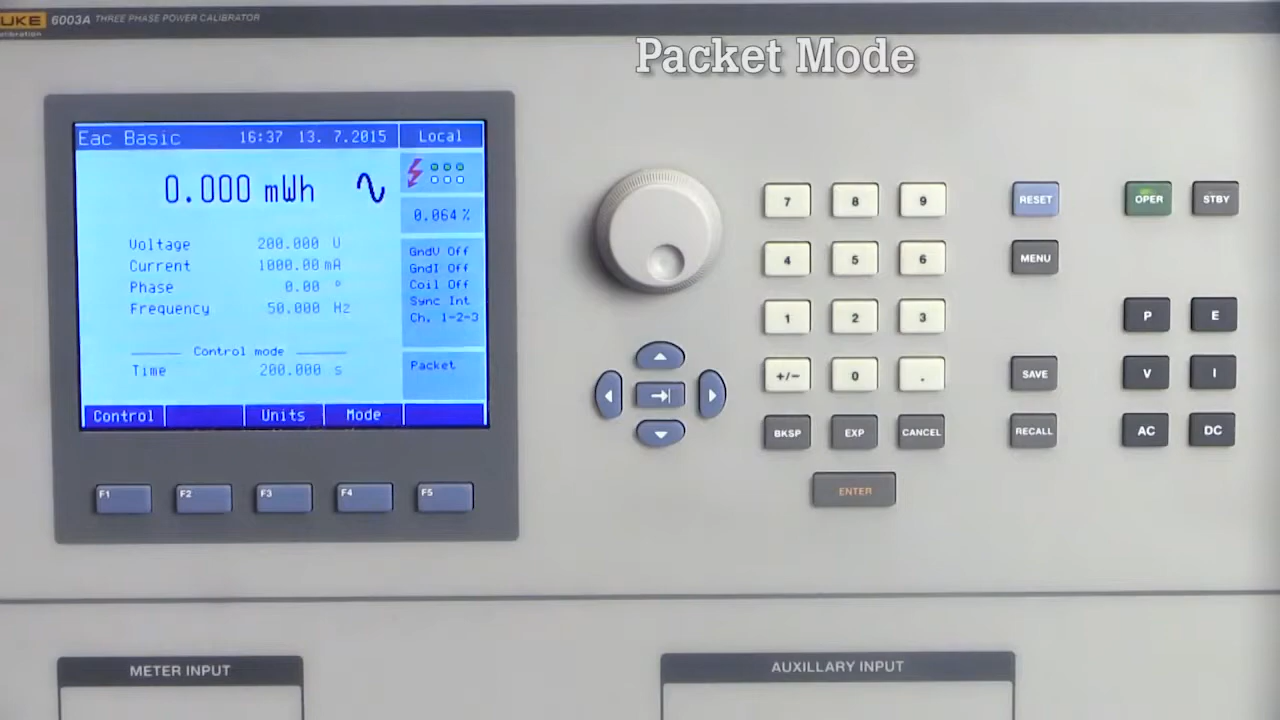 UKE 6003A THREE PHASE POWER CALIBRATOR
libration
Packet Mode
Eac Basic 16:37 13. 7.2015 Local
0.000 mWh
0.064 %
Voltage 200.000 U
Current 1000.00 mA
Phase 0.00 °
Frequency 50.000 Hz
GndU Off
GndI Off
Coil Off
Sync Int
Ch. 1-2-3
Control mode
Time 200.000 s
Packet
Control Units Mode
F1 F2 F3 F4 F5
7 8 9
4 5 6
1 2 3
+/− 0 .
BKSP EXP CANCEL
ENTER
RESET
MENU
SAVE
RECALL
OPER STBY
P E
V I
AC DC
METER INPUT
AUXILLARY INPUT